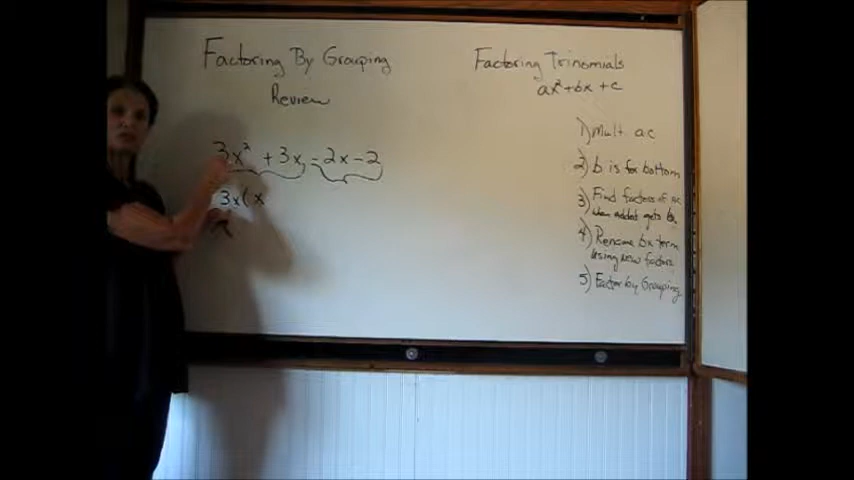 Factoring By Grouping
Review
3x² + 3x - 2x - 2
3x(x
Factoring Trinomials
ax² + bx + c
1) Mult ac
2) b is for bottom
3) Find factors of ac
when added gets b.
4) Rename bx term
using new factors
5) Factor by Grouping